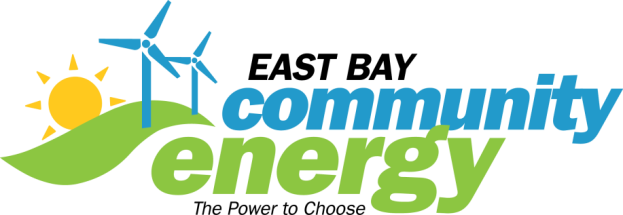 EAST BAY
community
energy
The Power to Choose